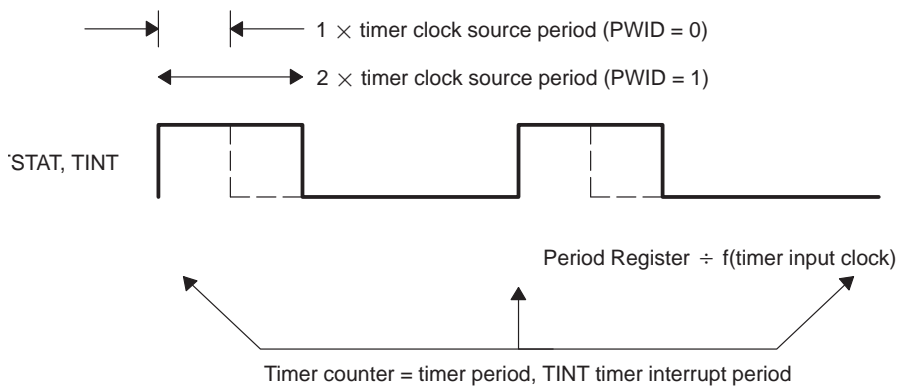 1 × timer clock source period (PWID = 0)
2 × timer clock source period (PWID = 1)
STAT, TINT
Period Register ÷ f(timer input clock)
Timer counter = timer period, TINT timer interrupt period